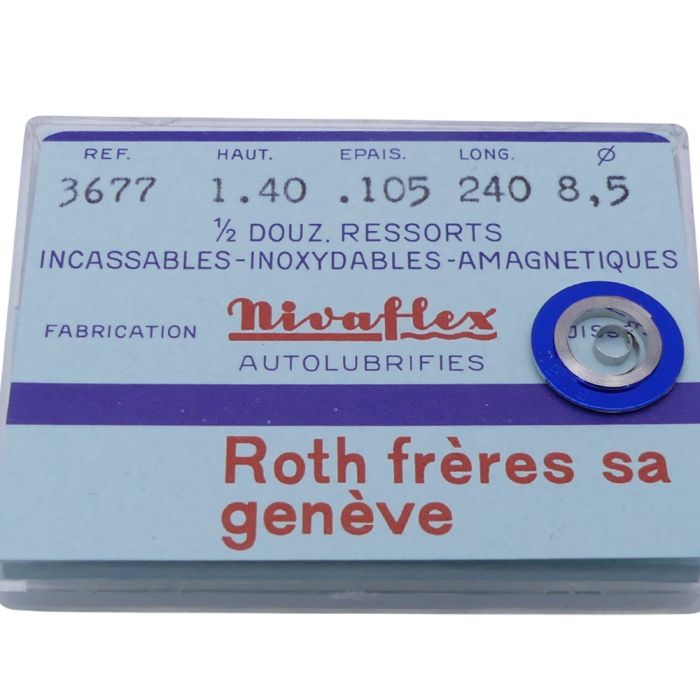 REF. HAUT. EPAIS. LONG. Ø
3677 1.40 .105 240 8,5
½ DOUZ. RESSORTS
INCASSABLES-INOXYDABLES-AMAGNETIQUES
FABRICATION Nivaflex
AUTOLUBRIFIES
Roth frères sa
genève